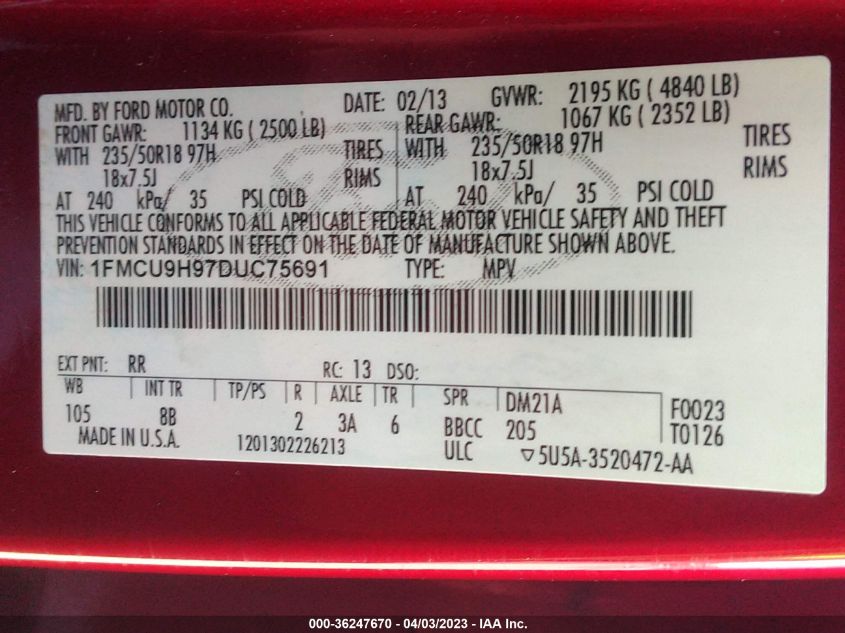 MFD. BY FORD MOTOR CO. DATE: 02/13 GVWR: 2195 KG ( 4840 LB)
FRONT GAWR: 1134 KG ( 2500 LB) REAR GAWR: 1067 KG ( 2352 LB)
WITH 235/50R18 97H TIRES WITH 235/50R18 97H TIRES
18x7.5J RIMS 18x7.5J RIMS
AT 240 kPa/ 35 PSI COLD AT 240 kPa/ 35 PSI COLD
THIS VEHICLE CONFORMS TO ALL APPLICABLE FEDERAL MOTOR VEHICLE SAFETY AND THEFT
PREVENTION STANDARDS IN EFFECT ON THE DATE OF MANUFACTURE SHOWN ABOVE.
VIN: 1FMCU9H97DUC75691 TYPE: MPV
EXT PNT: RR RC: 13 DSO:
WB INT TR TP/PS R AXLE TR SPR DM21A F0023
105 8B 2 3A 6 BBCC 205 T0126
MADE IN U.S.A. 1201302226213 ULC ▽5U5A-3520472-AA
000-36247670 - 04/03/2023 - IAA Inc.